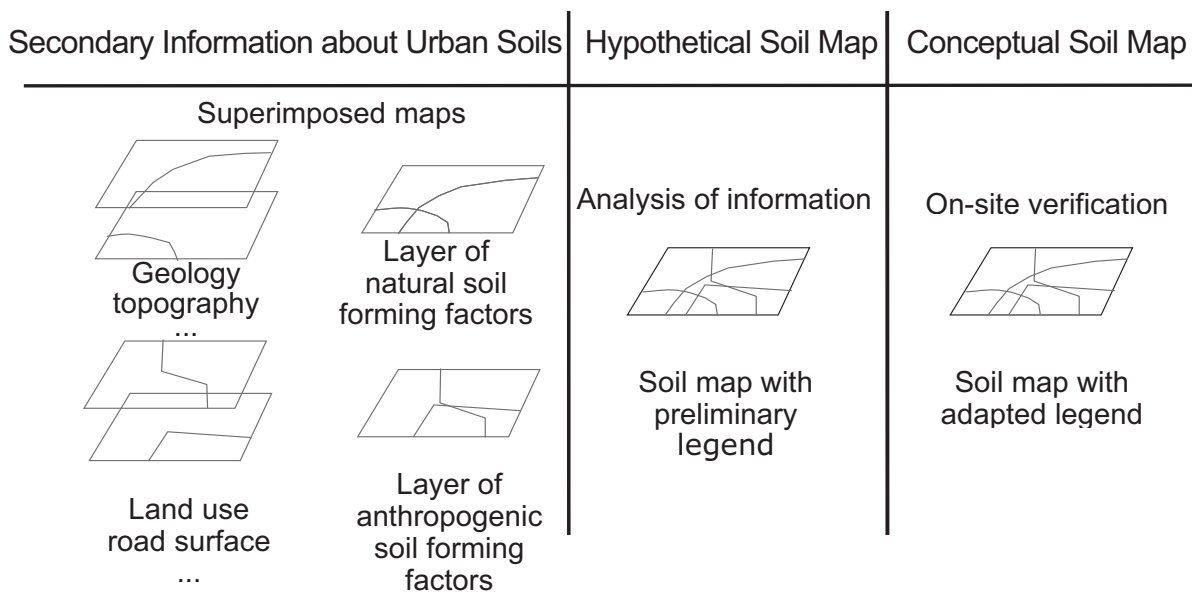 Secondary Information about Urban Soils
Hypothetical Soil Map
Conceptual Soil Map
Superimposed maps
Geology
topography
...
Layer of
natural soil
forming factors
Land use
road surface
...
Layer of
anthropogenic
soil forming
factors
Analysis of information
Soil map with
preliminary
legend
On-site verification
Soil map with
adapted legend